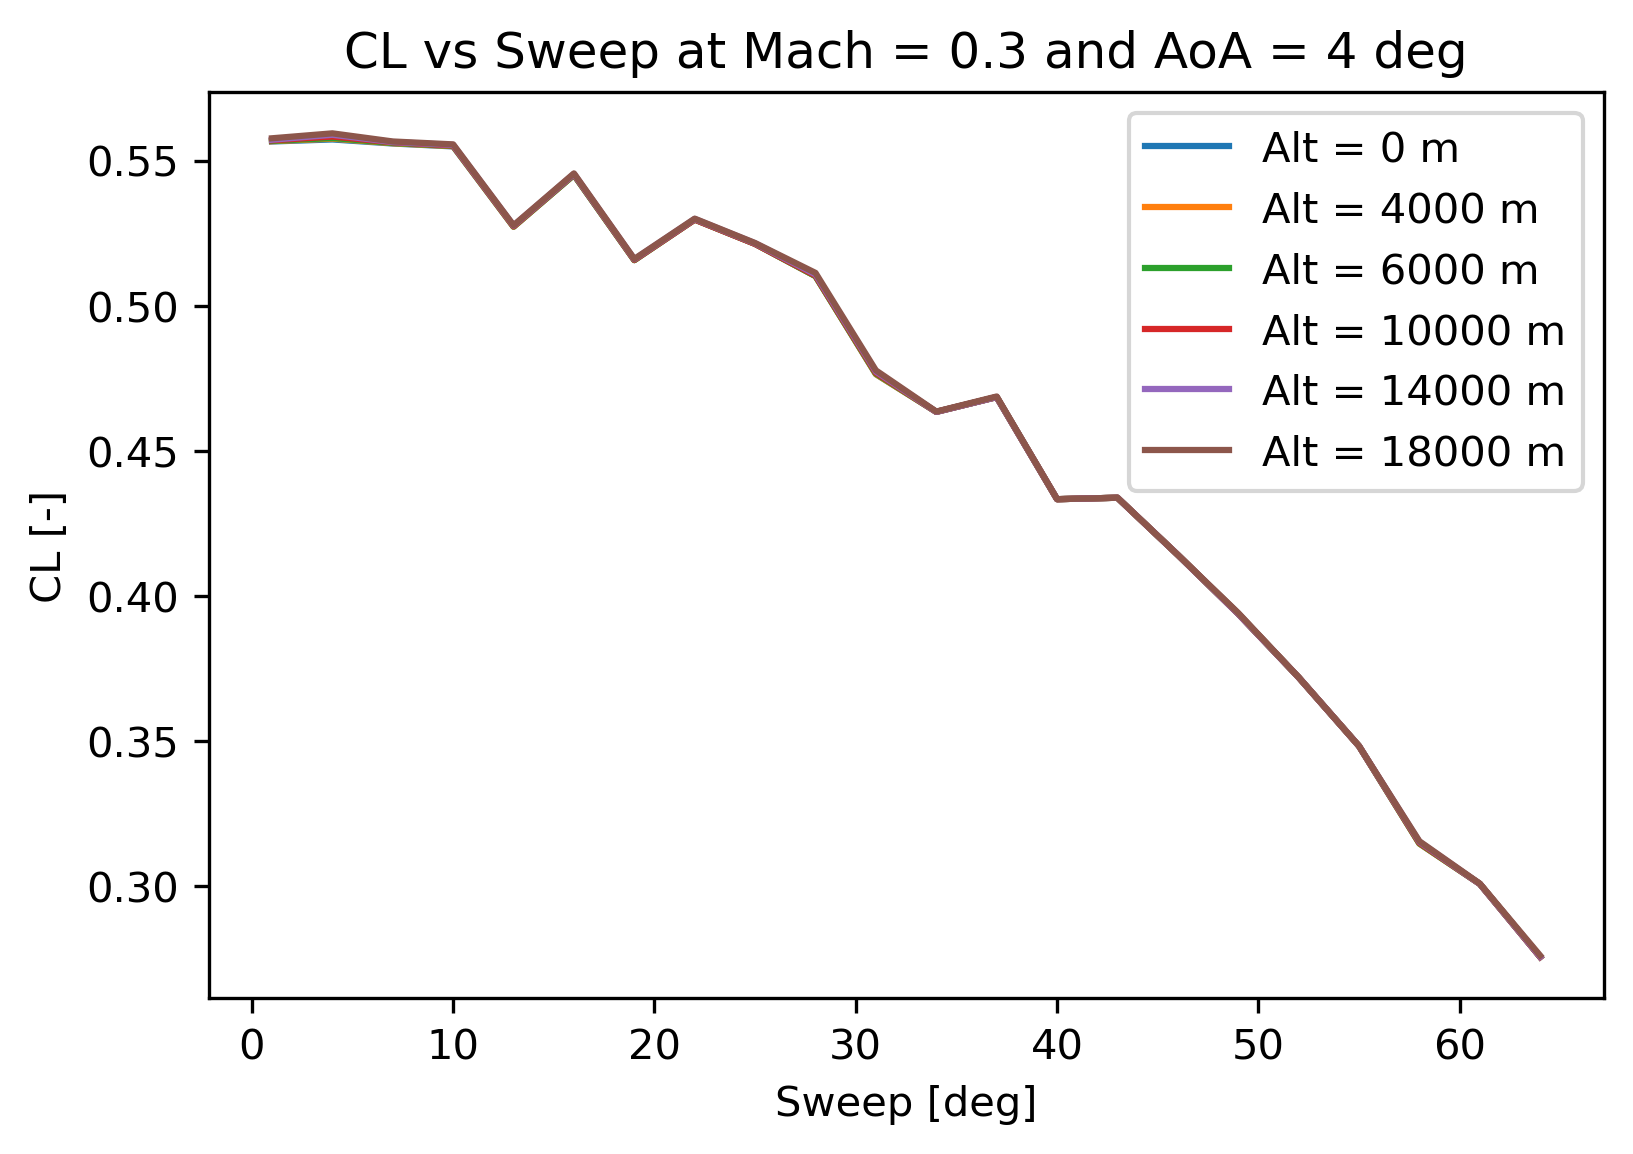 CL vs Sweep at Mach = 0.3 and AoA = 4 deg
Alt = 0 m
Alt = 4000 m
Alt = 6000 m
Alt = 10000 m
Alt = 14000 m
Alt = 18000 m
CL [-]
0.55
0.50
0.45
0.40
0.35
0.30
0 10 20 30 40 50 60
Sweep [deg]